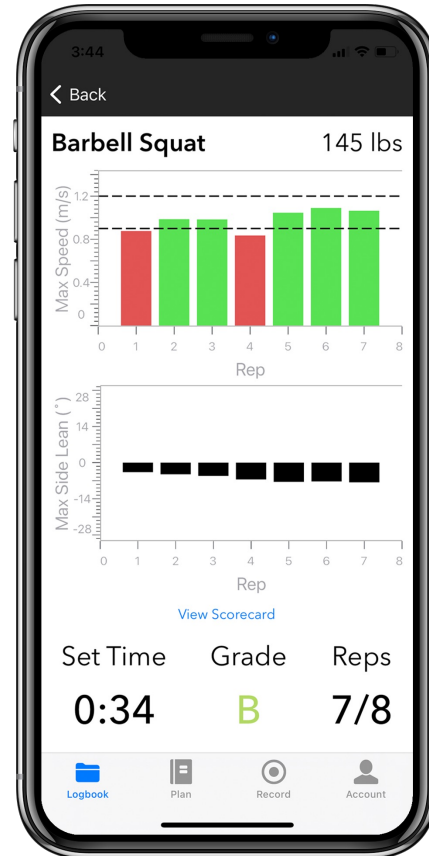 3:44
Back
Barbell Squat 145 lbs
Max Speed (m/s)
1.2
0.8
0.4
0
0 1 2 3 4 5 6 7 8
Rep
Max Side Lean (°)
28
14
0
-14
-28
0 1 2 3 4 5 6 7 8
Rep
View Scorecard
Set Time Grade Reps
0:34 B 7/8
Logbook Plan Record Account